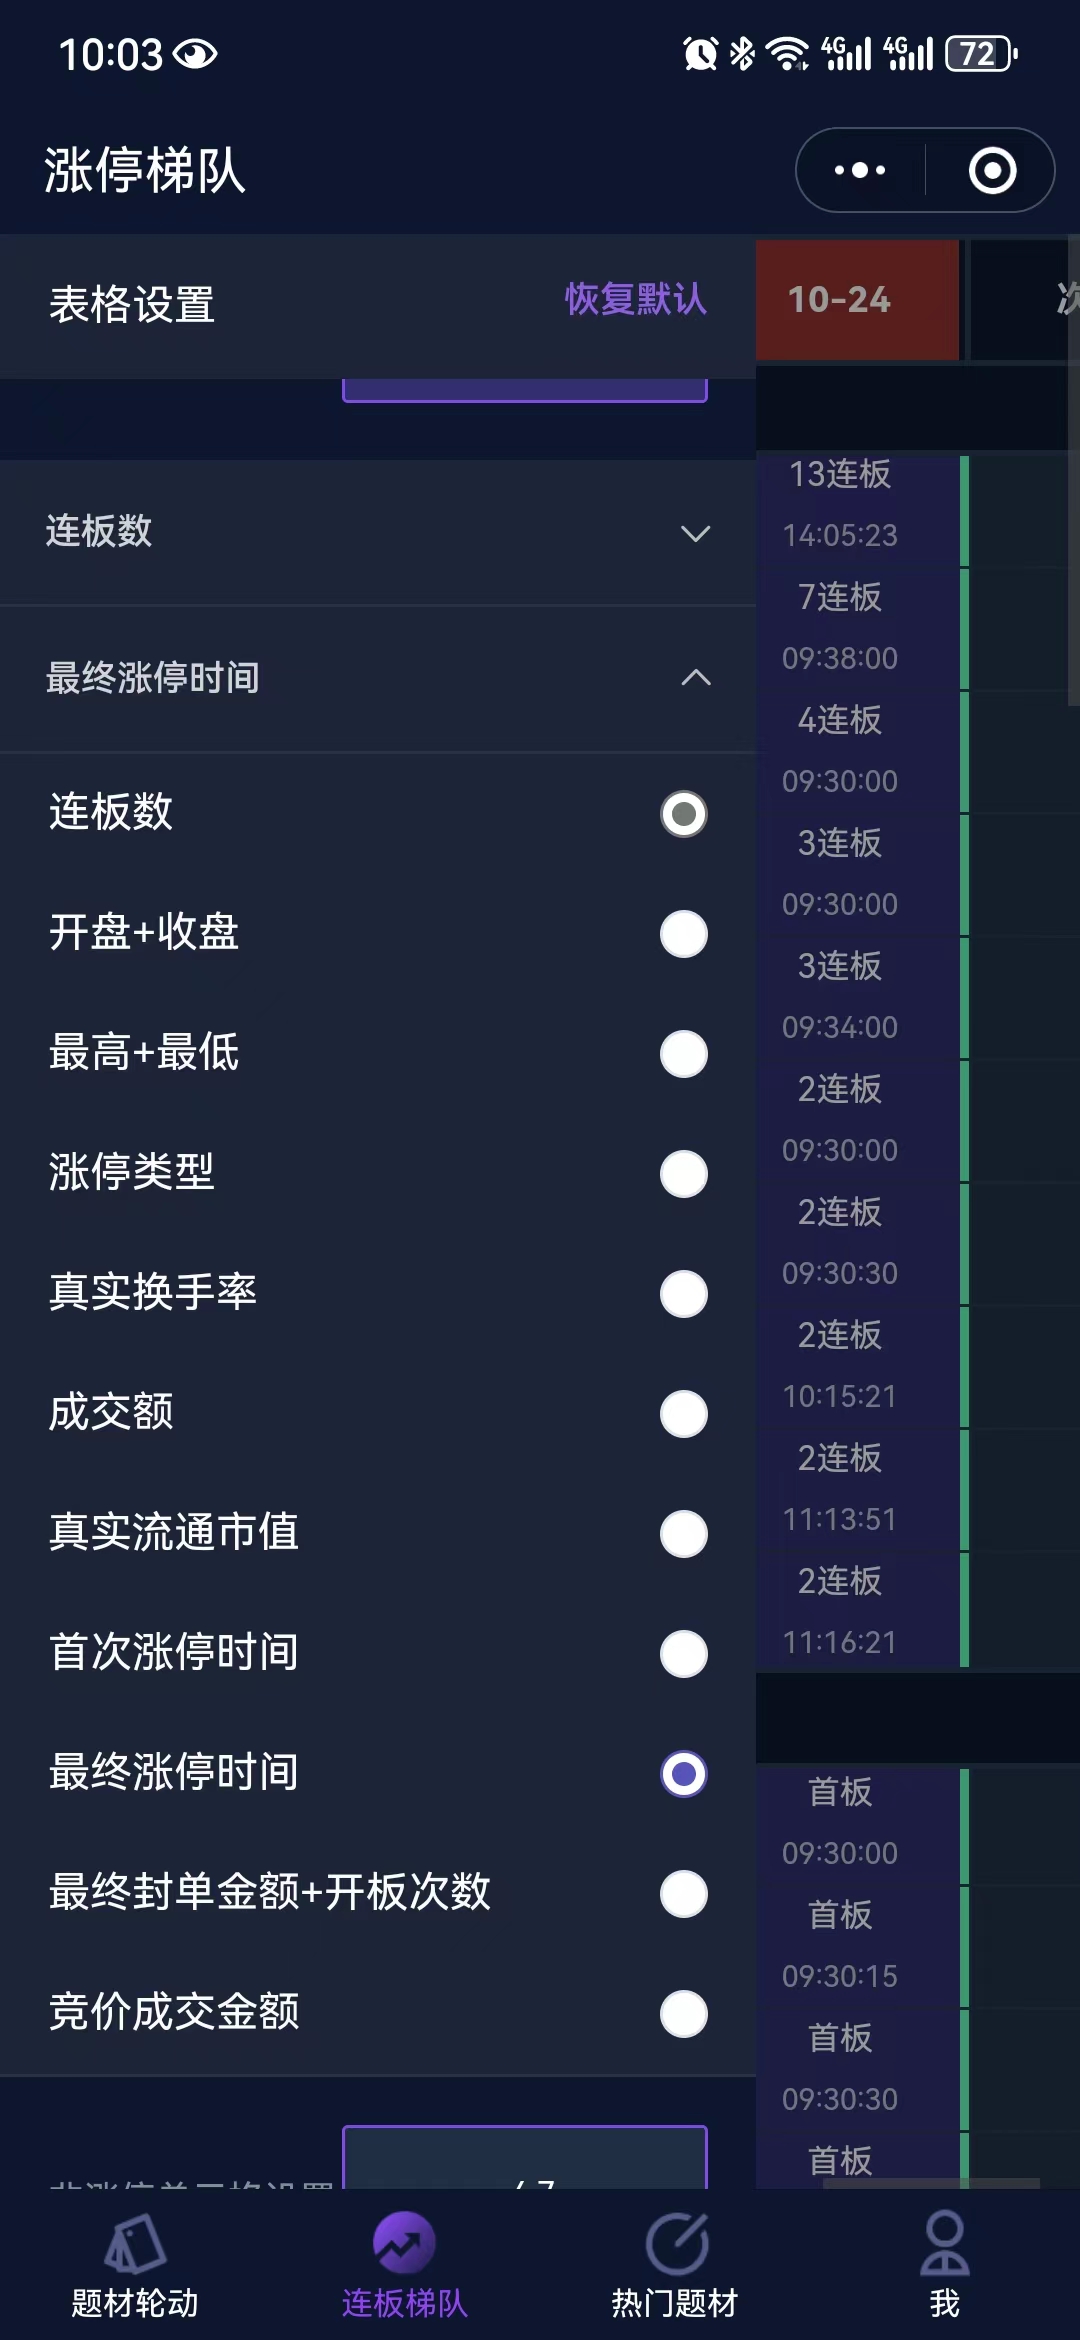 10:03
4G 4G 72
涨停梯队
表格设置 恢复默认
10-24
连板数
最终涨停时间
连板数
开盘+收盘
最高+最低
涨停类型
真实换手率
成交额
真实流通市值
首次涨停时间
最终涨停时间
最终封单金额+开板次数
竞价成交金额
13连板
14:05:23
7连板
09:38:00
4连板
09:30:00
3连板
09:30:00
3连板
09:34:00
2连板
09:30:00
2连板
09:30:30
2连板
10:15:21
2连板
11:13:51
2连板
11:16:21
首板
09:30:00
首板
09:30:15
首板
09:30:30
首板
题材轮动
连板梯队
热门题材
我